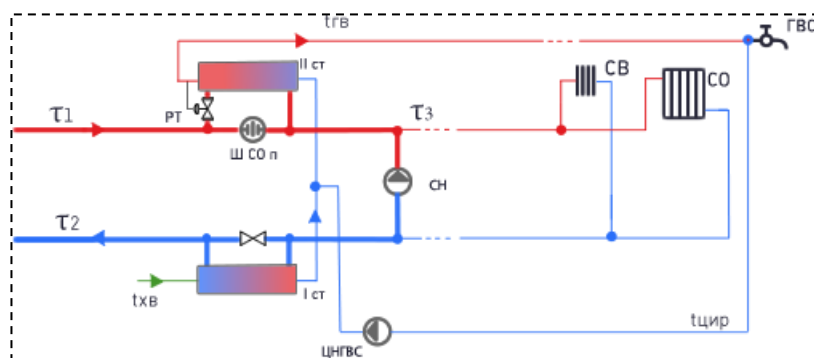 tгв
ГВС
II ст
СВ
СО
τ1
РТ
τ3
Ш СО п
СН
τ2
I ст
tхв
tцир
ЦНГВС